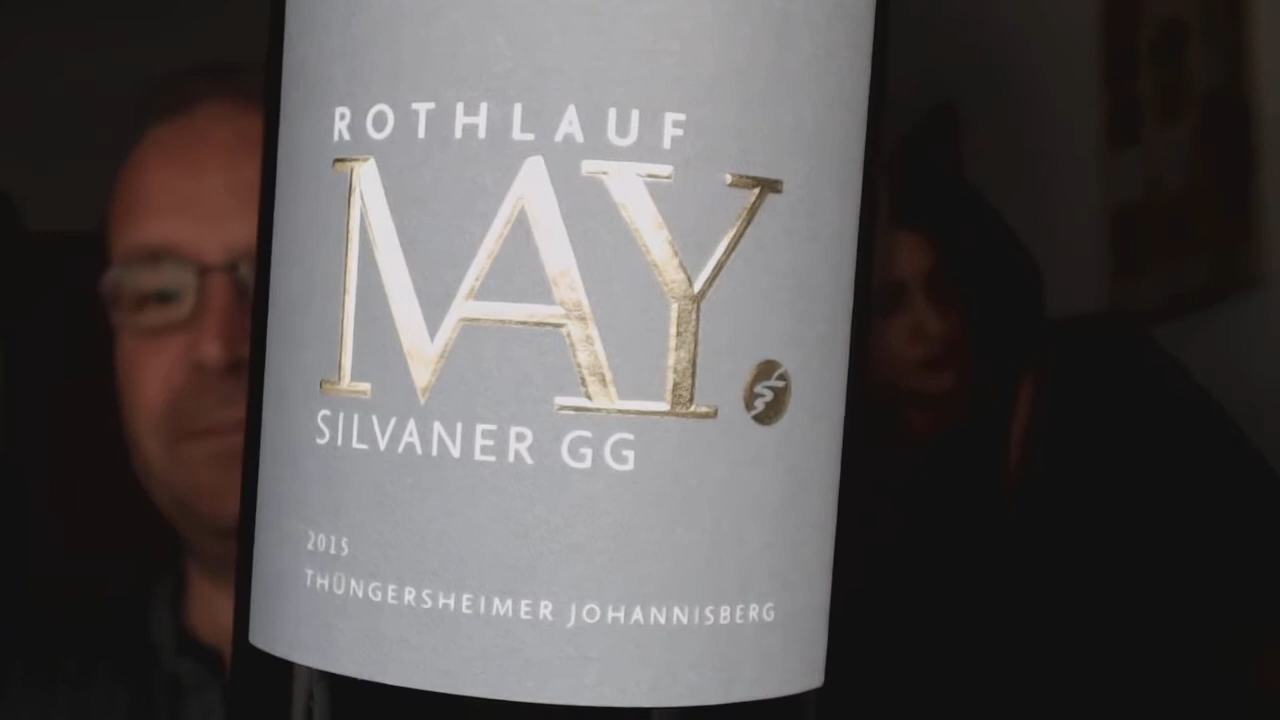 ROTHLAUF
MAY.
SILVANER GG
2015
THÜNGERSHEIMER JOHANNISBERG